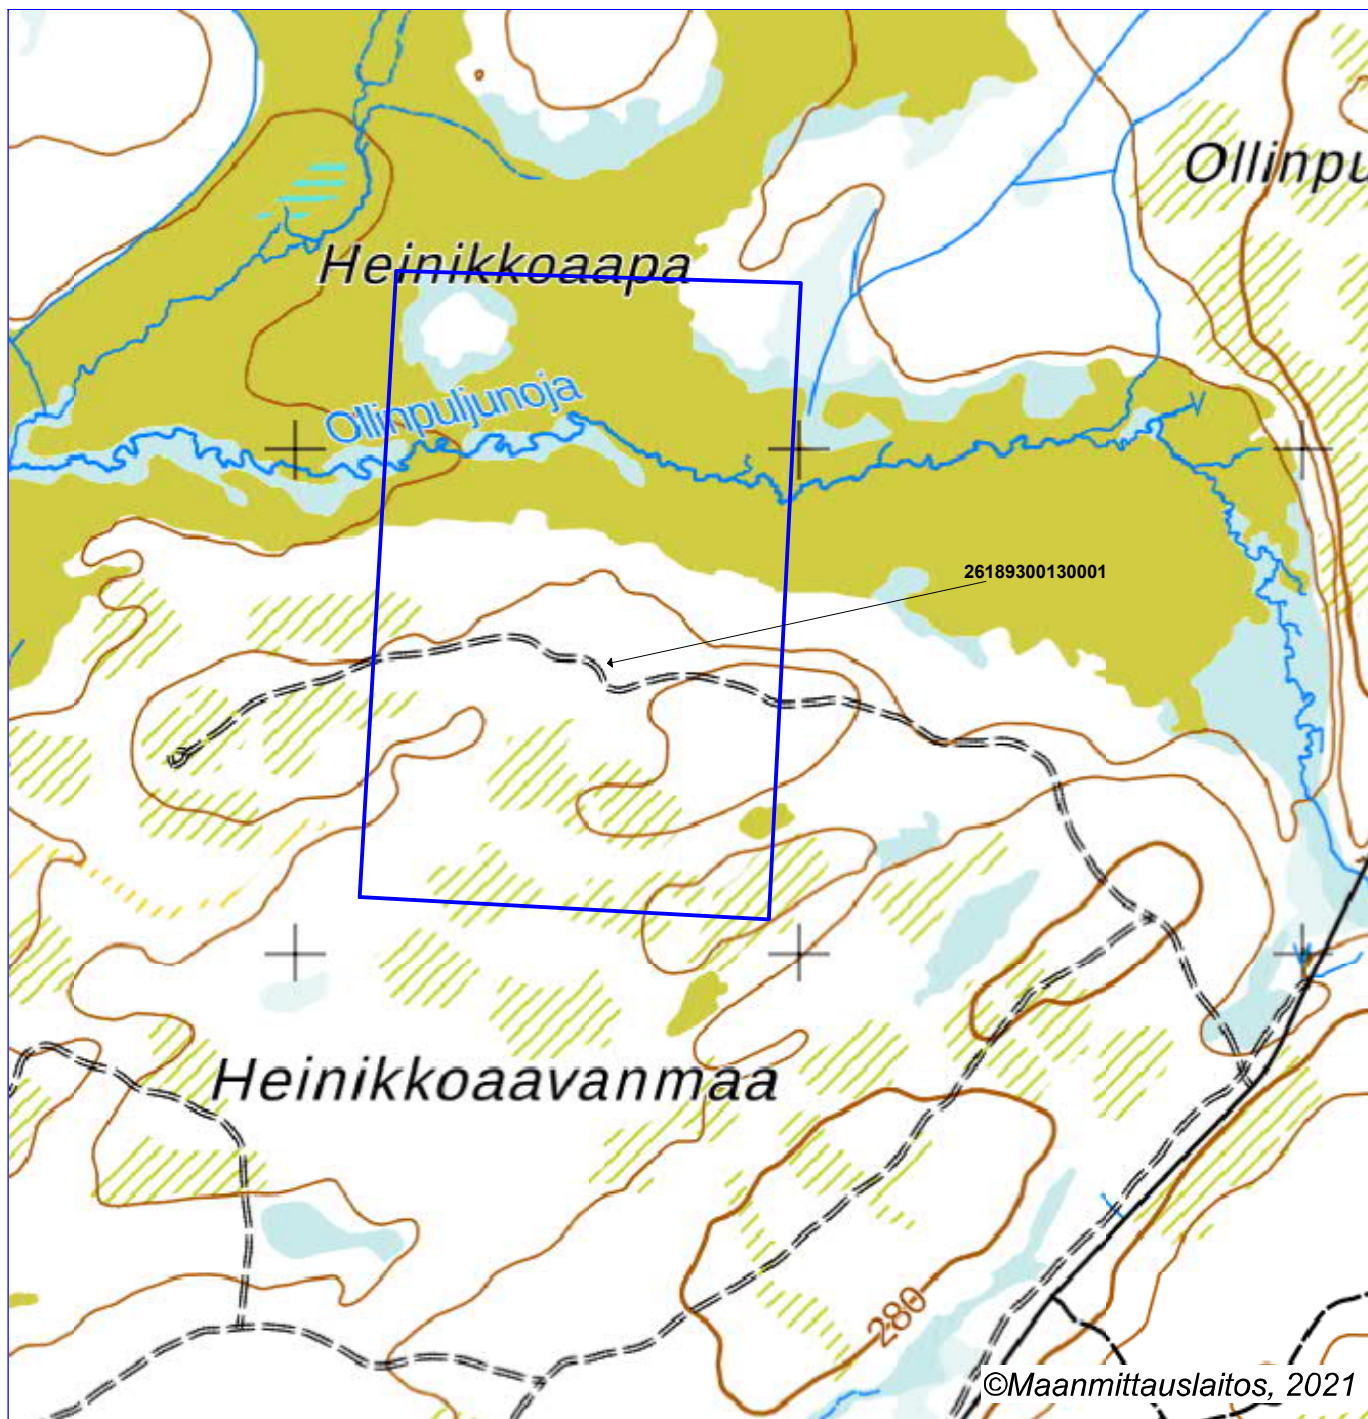 Ollinpu
Heinikkoaapa
Ollinpuljunoja
26189300130001
Heinikkoaavanmaa
280
©Maanmittauslaitos, 2021